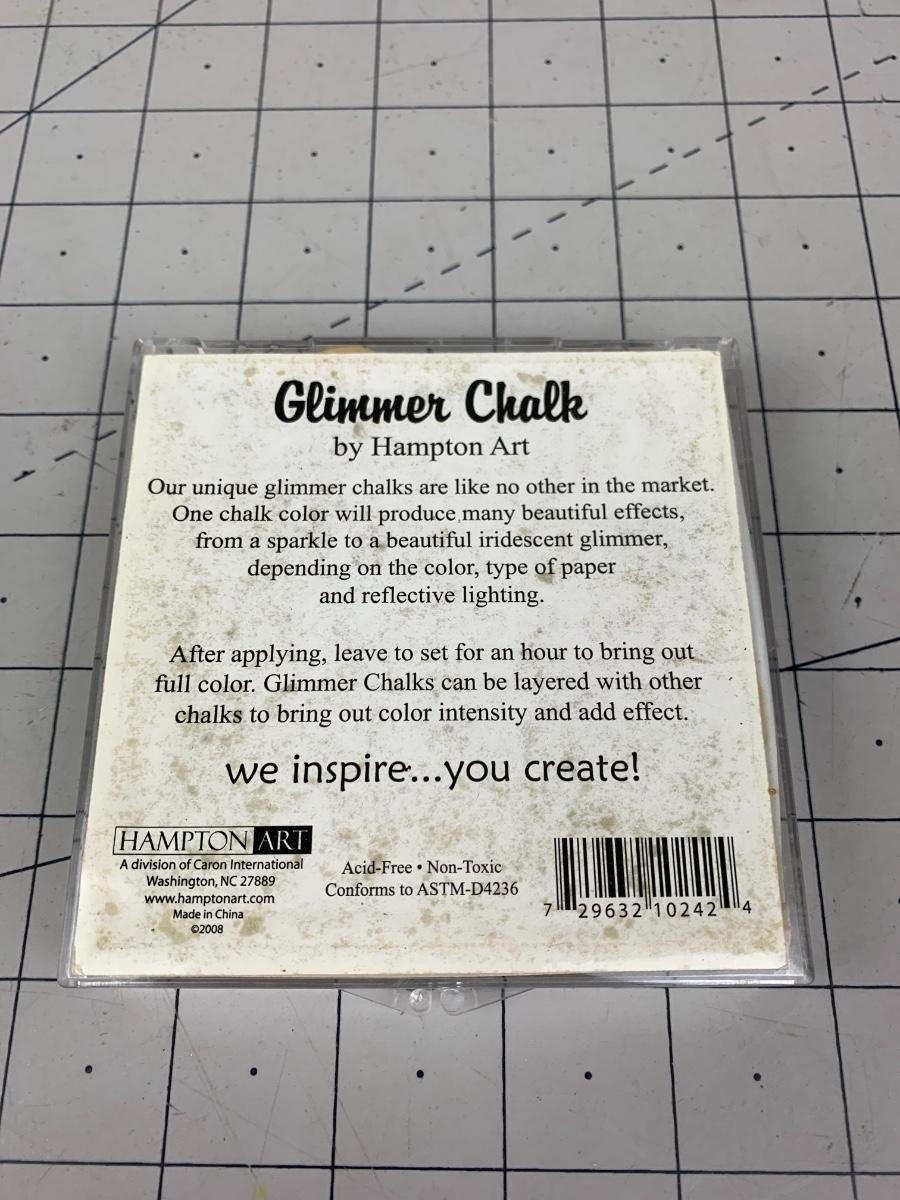 Glimmer Chalk
by Hampton Art
Our unique glimmer chalks are like no other in the market.
One chalk color will produce many beautiful effects,
from a sparkle to a beautiful iridescent glimmer,
depending on the color, type of paper
and reflective lighting.
After applying, leave to set for an hour to bring out
full color. Glimmer Chalks can be layered with other
chalks to bring out color intensity and add effect.
we inspire...you create!
HAMPTON ART
A division of Caron International
Washington, NC 27889
www.hamptonart.com
Made in China
©2008
Acid-Free • Non-Toxic
Conforms to ASTM-D4236
7 29632 10242 4